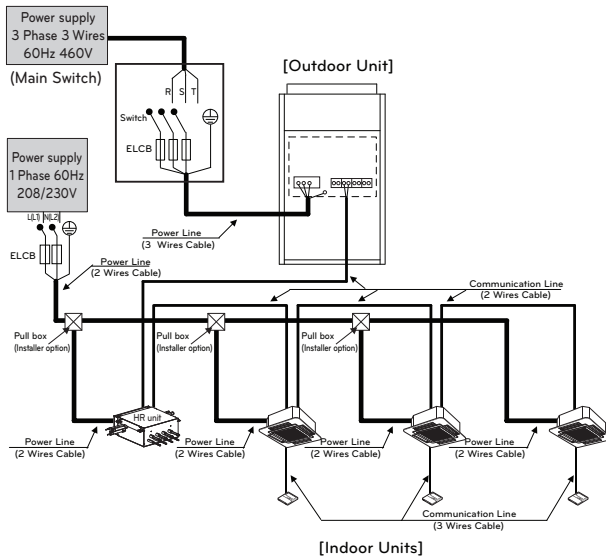 Power supply
3 Phase 3 Wires
60Hz 460V
(Main Switch)
[Outdoor Unit]
R S T
Switch
ELCB
Power supply
1 Phase 60Hz
208/230V
L(L1) N(L2)
ELCB
Power Line
(3 Wires Cable)
Power Line
(2 Wires Cable)
Communication Line
(2 Wires Cable)
Pull box
(Installer option)
Pull box
(Installer option)
Pull box
(Installer option)
HR unit
Power Line
(2 Wires Cable)
Power Line
(2 Wires Cable)
Power Line
(2 Wires Cable)
Power Line
(2 Wires Cable)
Communication Line
(3 Wires Cable)
[Indoor Units]